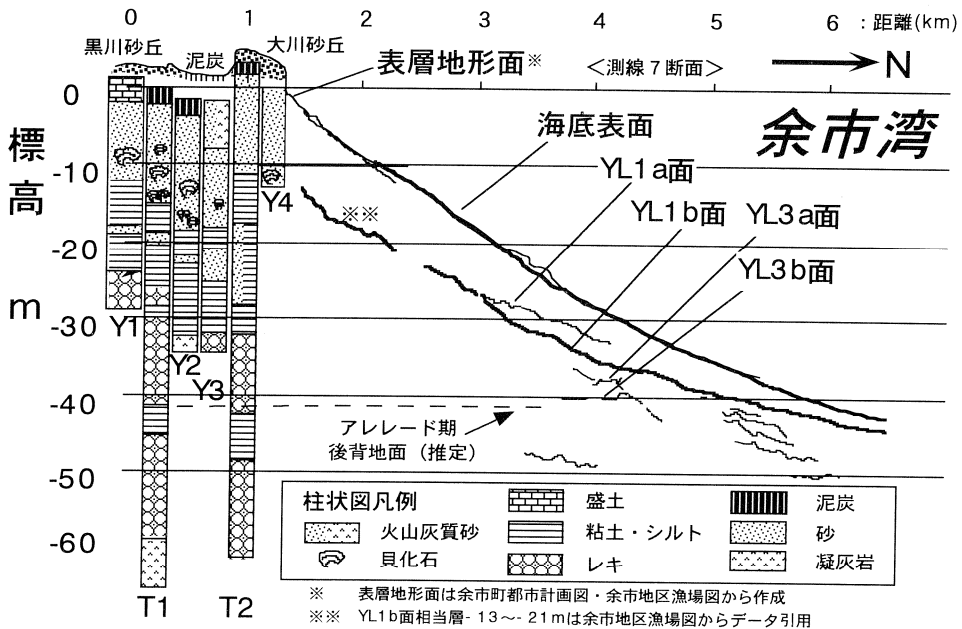 0 1 2 3 4 5 6 :距離(km)
黒川砂丘
泥炭
大川砂丘
表層地形面※
<測線7断面>
N
余市湾
標高 m
0
-10
-20
-30
-40
-50
-60
海底表面
YL1a面
YL1b面
YL3a面
YL3b面
※※
Y4
Y1
Y2
Y3
アレレード期
後背地面(推定)
T1
T2
柱状図凡例
盛土
泥炭
火山灰質砂
粘土・シルト
砂
貝化石
レキ
凝灰岩
※ 表層地形面は余市町都市計画図・余市地区漁場図から作成
※※ YL1b面相当層-13~-21mは余市地区漁場図からデータ引用